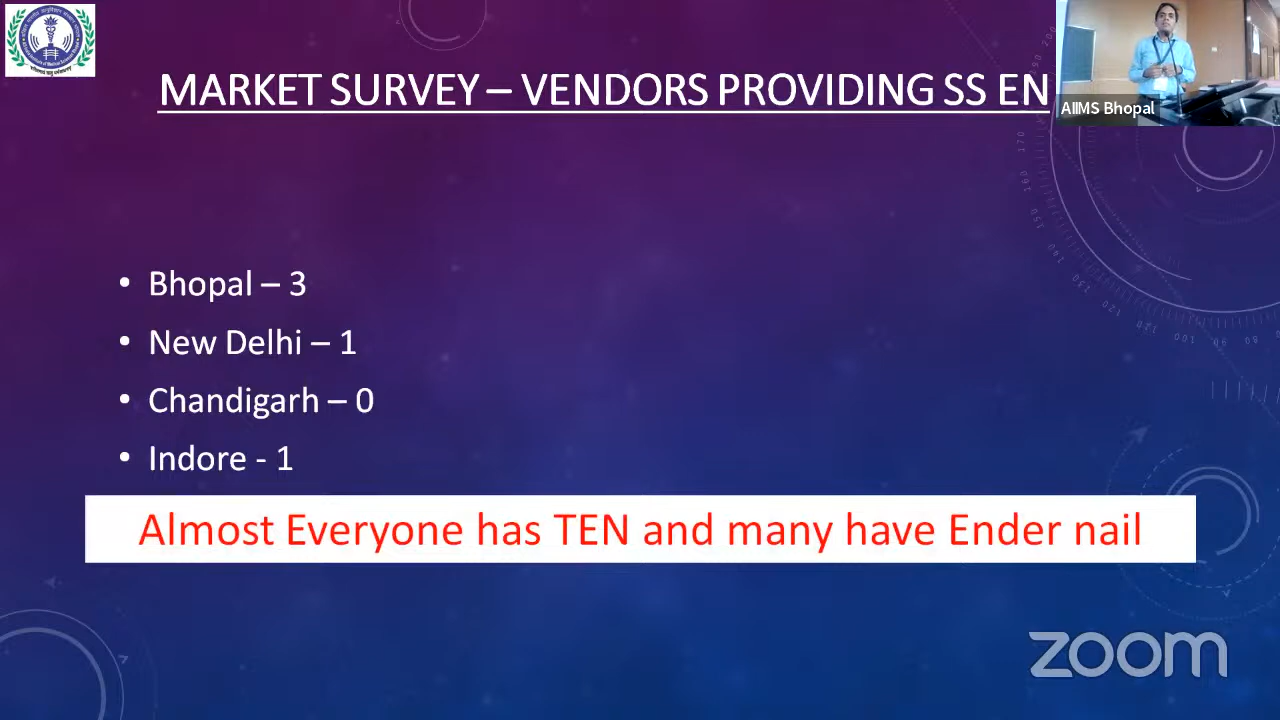 MARKET SURVEY – VENDORS PROVIDING SS EN
AIIMS Bhopal
• Bhopal – 3
• New Delhi – 1
• Chandigarh – 0
• Indore - 1
Almost Everyone has TEN and many have Ender nail
zoom